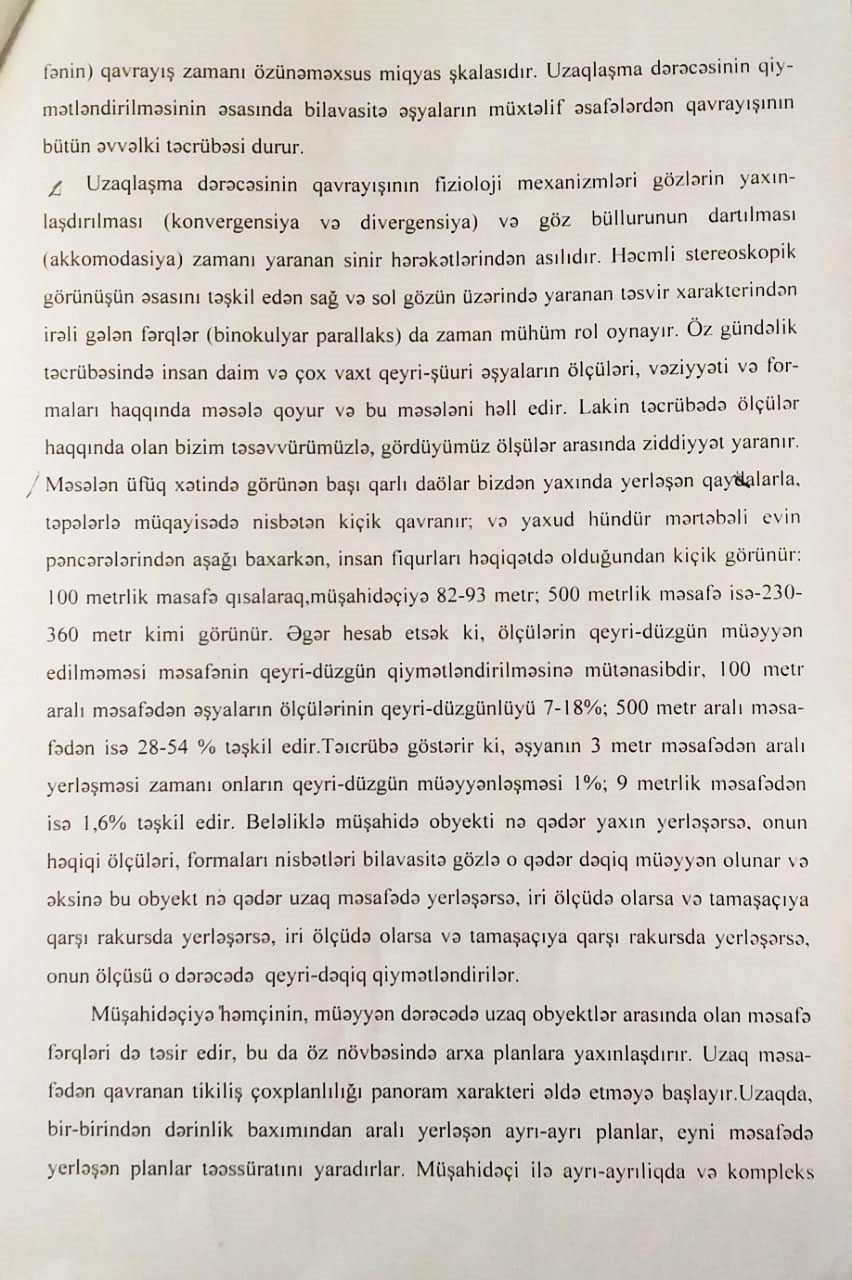 fənin) qavrayış zamanı özünəməxsus miqyas şkalasıdır. Uzaqlaşma dərəcəsinin qiy-
mətləndirilməsinin əsasında bilavasitə əşyaların müxtəlif əsafələrdən qavrayışının
bütün əvvəlki təcrübəsi durur.
Uzaqlaşma dərəcəsinin qavrayışının fizioloji mexanizmləri gözlərin yaxın-
laşdırılması (konvergensiya və divergensiya) və göz büllurunun dartılması
(akkomodasiya) zamanı yaranan sinir hərəkətlərindən asılıdır. Həcmli stereoskopik
görünüşün əsasını təşkil edən sağ və sol gözün üzərində yaranan təsvir xarakterindən
irəli gələn fərqlər (binokulyar parallaks) da zaman mühüm rol oynayır. Öz gündəlik
təcrübəsində insan daim və çox vaxt qeyri-şüuri əşyaların ölçüləri, vəziyyəti və for-
maları haqqında məsələ qoyur və bu məsələni həll edir. Lakin təcrübədə ölçülər
haqqında olan bizim təsəvvürümüzlə, gördüyümüz ölşülər arasında ziddiyyət yaranır.
Məsələn üfüq xətində görünən başı qarlı daölar bizdən yaxında yerləşən qaydalarla,
təpələrlə müqayisədə nisbətən kiçik qavranır; və yaxud hündür mərtəbəli evin
pəncərələrindən aşağı baxarkən, insan fiqurları həqiqətdə olduğundan kiçik görünür:
100 metrlik masafə qısalaraq,müşahidəçiyə 82-93 metr; 500 metrlik məsafə isə-230-
360 metr kimi görünür. Əgər hesab etsək ki, ölçülərin qeyri-düzgün müəyyən
edilməməsi məsafənin qeyri-düzgün qiymətləndirilməsinə mütənasibdir, 100 metr
aralı məsafədən əşyaların ölçülərinin qeyri-düzgünlüyü 7-18%; 500 metr aralı məsa-
fədən isə 28-54 % təşkil edir.Təıcrübə göstərir ki, əşyanın 3 metr məsafədən aralı
yerləşməsi zamanı onların qeyri-düzgün müəyyənləşməsi 1%; 9 metrlik məsafədən
isə 1,6% təşkil edir. Beləliklə müşahidə obyekti nə qədər yaxın yerləşərsə, onun
həqiqi ölçüləri, formaları nisbətləri bilavasitə gözlə o qədər dəqiq müəyyən olunar və
əksinə bu obyekt nə qədər uzaq məsafədə yerləşərsə, iri ölçüdə olarsa və tamaşaçıya
qarşı rakursda yerləşərsə, iri ölçüdə olarsa və tamaşaçıya qarşı rakursda yerləşərsə,
onun ölçüsü o dərəcədə qeyri-dəqiq qiymətləndirilər.
Müşahidəçiyə həmçinin, müəyyən dərəcədə uzaq obyektlər arasında olan məsafə
fərqləri də təsir edir, bu da öz növbəsində arxa planlara yaxınlaşdırır. Uzaq məsa-
fədən qavranan tikiliş çoxplanlılığı panoram xarakteri əldə etməyə başlayır.Uzaqda,
bir-birindən dərinlik baxımından aralı yerləşən ayrı-ayrı planlar, eyni məsafədə
yerləşən planlar təəssüratını yaradırlar. Müşahidəçi ilə ayrı-ayrıliqda və kompleks